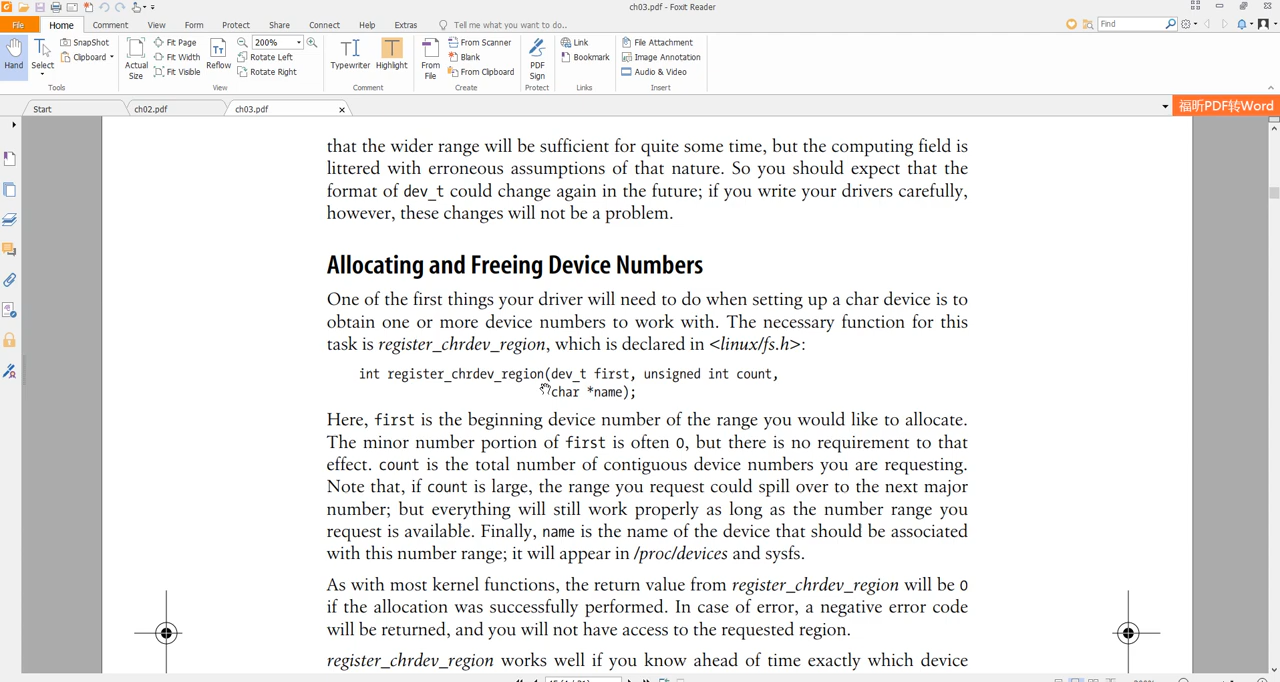 ch03.pdf - Foxit Reader
File Home Comment View Form Protect Share Connect Help Extras Tell me what you want to do.. Find
Hand Select SnapShot Clipboard Actual Size Fit Page Fit Width Fit Visible Reflow 200% Rotate Left Rotate Right Typewriter Highlight From File From Scanner Blank From Clipboard PDF Sign Link Bookmark File Attachment Image Annotation Audio & Video
Tools View Comment Create Protect Links Insert
Start ch02.pdf ch03.pdf 福昕PDF转Word
that the wider range will be sufficient for quite some time, but the computing field is
littered with erroneous assumptions of that nature. So you should expect that the
format of dev_t could change again in the future; if you write your drivers carefully,
however, these changes will not be a problem.
Allocating and Freeing Device Numbers
One of the first things your driver will need to do when setting up a char device is to
obtain one or more device numbers to work with. The necessary function for this
task is register_chrdev_region, which is declared in <linux/fs.h>:
int register_chrdev_region(dev_t first, unsigned int count,
char *name);
Here, first is the beginning device number of the range you would like to allocate.
The minor number portion of first is often 0, but there is no requirement to that
effect. count is the total number of contiguous device numbers you are requesting.
Note that, if count is large, the range you request could spill over to the next major
number; but everything will still work properly as long as the number range you
request is available. Finally, name is the name of the device that should be associated
with this number range; it will appear in /proc/devices and sysfs.
As with most kernel functions, the return value from register_chrdev_region will be 0
if the allocation was successfully performed. In case of error, a negative error code
will be returned, and you will not have access to the requested region.
register_chrdev_region works well if you know ahead of time exactly which device